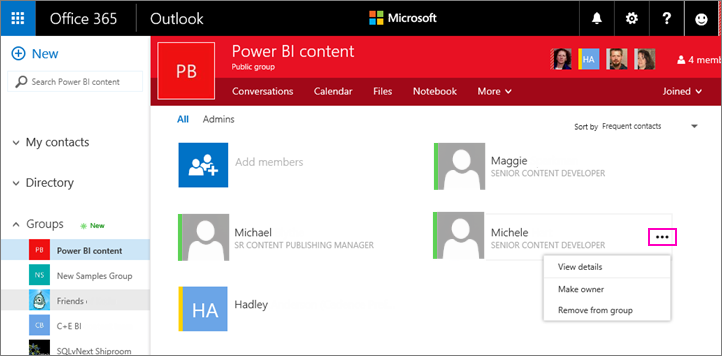 Office 365
Outlook
Microsoft
?
New
Search Power BI content
My contacts
Directory
Groups
New
PB Power BI content
NS New Samples Group
Friends
CB C+E BI
SQLvNext Shiproom
PB
Power BI content
Public group
HA
4 memb
Conversations Calendar Files Notebook More
Joined
All Admins
Sort by Frequent contacts
Add members
Maggie
SENIOR CONTENT DEVELOPER
Michael
SR CONTENT PUBLISHING MANAGER
Michele
SENIOR CONTENT DEVELOPER
...
View details
Make owner
Remove from group
HA
Hadley